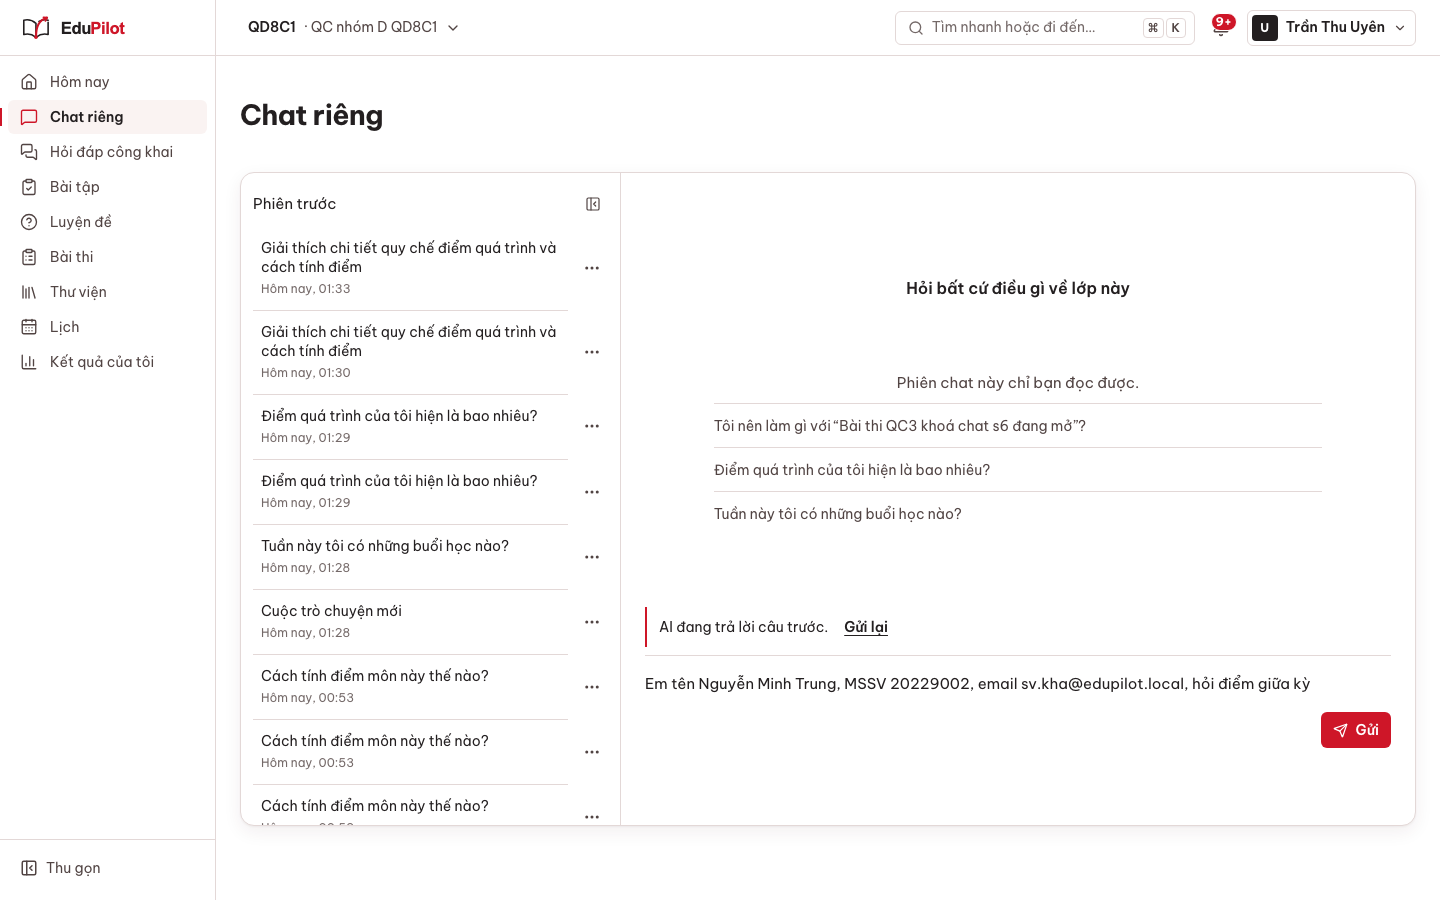 EduPilot
QD8C1 · QC nhóm D QD8C1
Tìm nhanh hoặc đi đến...
⌘ K
9+
U
Trần Thu Uyên
Hôm nay
Chat riêng
Hỏi đáp công khai
Bài tập
Luyện đề
Bài thi
Thư viện
Lịch
Kết quả của tôi
Thu gọn
Chat riêng
Phiên trước
Giải thích chi tiết quy chế điểm quá trình và
cách tính điểm
Hôm nay, 01:33
Giải thích chi tiết quy chế điểm quá trình và
cách tính điểm
Hôm nay, 01:30
Điểm quá trình của tôi hiện là bao nhiêu?
Hôm nay, 01:29
Điểm quá trình của tôi hiện là bao nhiêu?
Hôm nay, 01:29
Tuần này tôi có những buổi học nào?
Hôm nay, 01:28
Cuộc trò chuyện mới
Hôm nay, 01:28
Cách tính điểm môn này thế nào?
Hôm nay, 00:53
Cách tính điểm môn này thế nào?
Hôm nay, 00:53
Cách tính điểm môn này thế nào?
Hỏi bất cứ điều gì về lớp này
Phiên chat này chỉ bạn đọc được.
Tôi nên làm gì với “Bài thi QC3 khoá chat s6 đang mở”?
Điểm quá trình của tôi hiện là bao nhiêu?
Tuần này tôi có những buổi học nào?
AI đang trả lời câu trước. Gửi lại
Em tên Nguyễn Minh Trung, MSSV 20229002, email sv.kha@edupilot.local, hỏi điểm giữa kỳ
Gửi